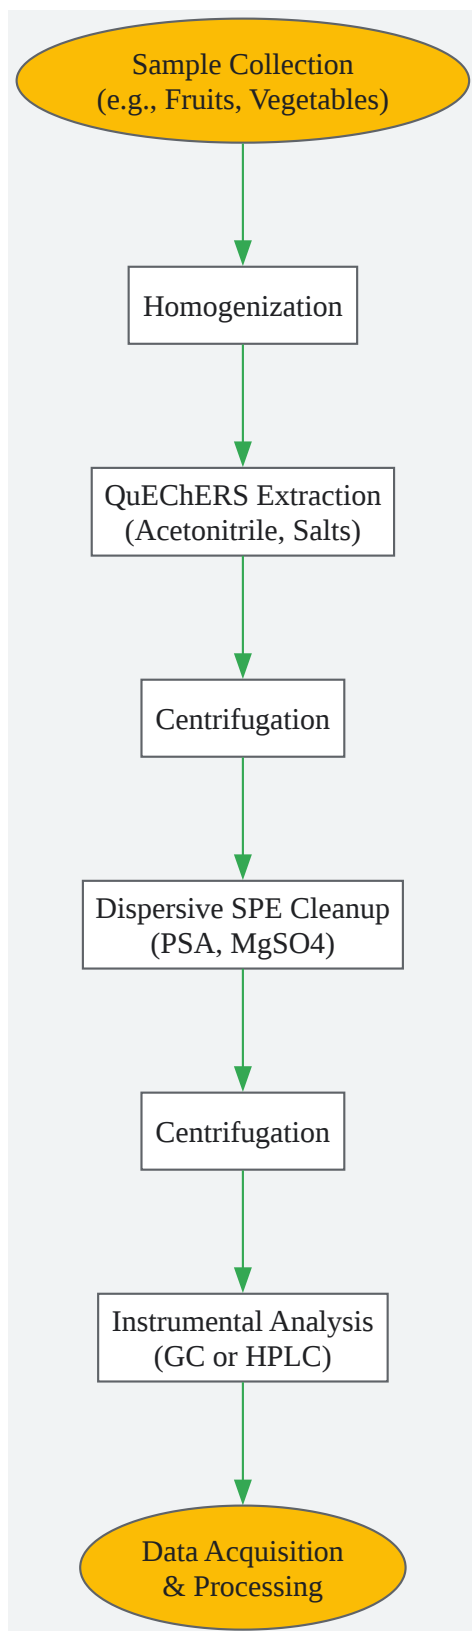 Sample Collection
(e.g., Fruits, Vegetables)
Homogenization
QuEChERS Extraction
(Acetonitrile, Salts)
Centrifugation
Dispersive SPE Cleanup
(PSA, MgSO4)
Centrifugation
Instrumental Analysis
(GC or HPLC)
Data Acquisition
& Processing